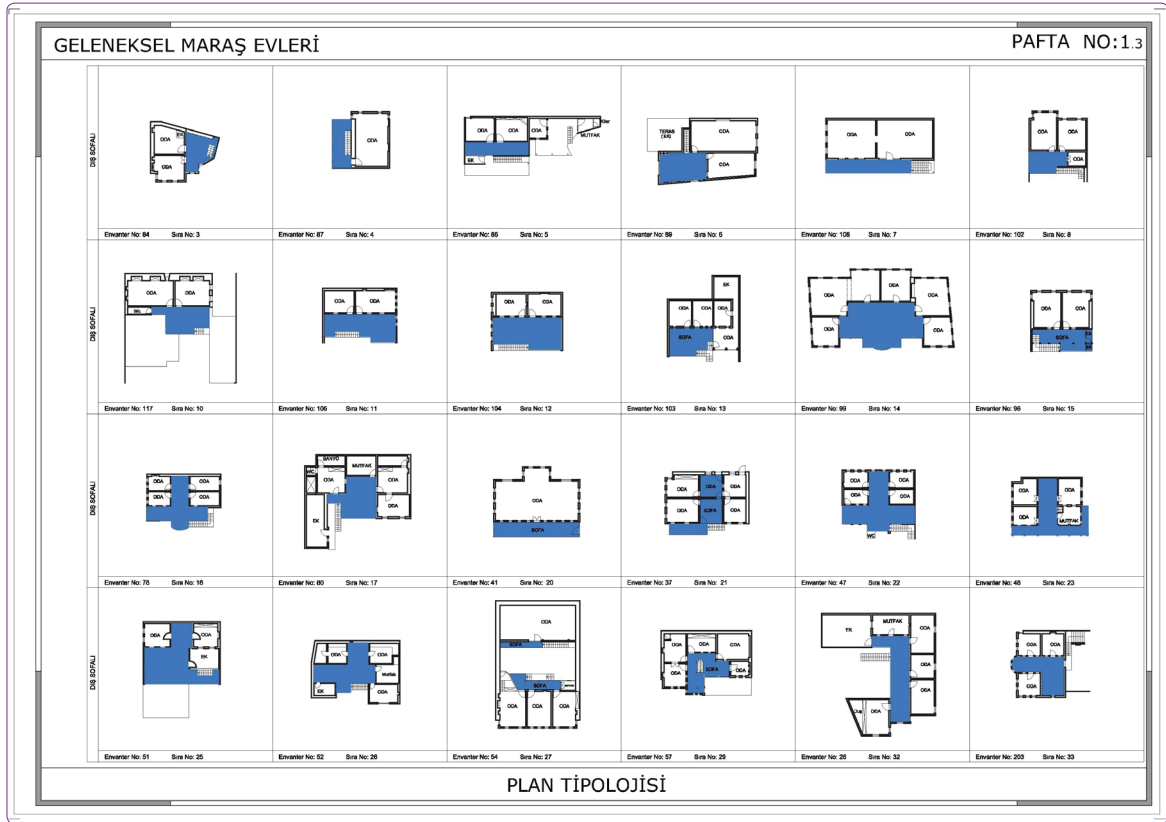 GELENEKSEL MARAŞ EVLERİ
PAFTA NO:1.3
DIŞ SOFALI
ODA EK ODA
Envanter No: 84 Sıra No: 3
ODA
Envanter No: 87 Sıra No: 4
ODA ODA ODA Kiler MUTFAK EK
Envanter No: 86 Sıra No: 5
TERAS (EK) ODA ODA
Envanter No: 89 Sıra No: 6
ODA ODA
Envanter No: 108 Sıra No: 7
ODA ODA ODA
Envanter No: 102 Sıra No: 8
DIŞ SOFALI
ODA ODA Wc
Envanter No: 117 Sıra No: 10
ODA ODA
Envanter No: 106 Sıra No: 11
ODA ODA
Envanter No: 104 Sıra No: 12
EK ODA ODA ODA SOFA ODA
Envanter No: 103 Sıra No: 13
ODA ODA ODA ODA ODA
Envanter No: 99 Sıra No: 14
ODA ODA SOFA
Envanter No: 96 Sıra No: 15
DIŞ SOFALI
ODA ODA ODA ODA
Envanter No: 78 Sıra No: 16
BANYO WC MUTFAK ODA ODA ODA EK
Envanter No: 80 Sıra No: 17
ODA SOFA
Envanter No: 41 Sıra No: 20
ODA ODA ODA ODA SOFA ODA
Envanter No: 37 Sıra No: 21
ODA ODA ODA ODA WC
Envanter No: 47 Sıra No: 22
ODA ODA ODA MUTFAK
Envanter No: 48 Sıra No: 23
DIŞ SOFALI
ODA ODA EK
Envanter No: 51 Sıra No: 25
ODA ODA Mutfak EK ODA
Envanter No: 52 Sıra No: 26
ODA SOFA SOFA ODA ODA ODA
Envanter No: 54 Sıra No: 27
ODA ODA ODA ODA SOFA ODA
Envanter No: 57 Sıra No: 29
EK MUTFAK ODA ODA ODA Duş ODA
Envanter No: 26 Sıra No: 32
ODA ODA ODA
Envanter No: 203 Sıra No: 33
PLAN TİPOLOJİSİ